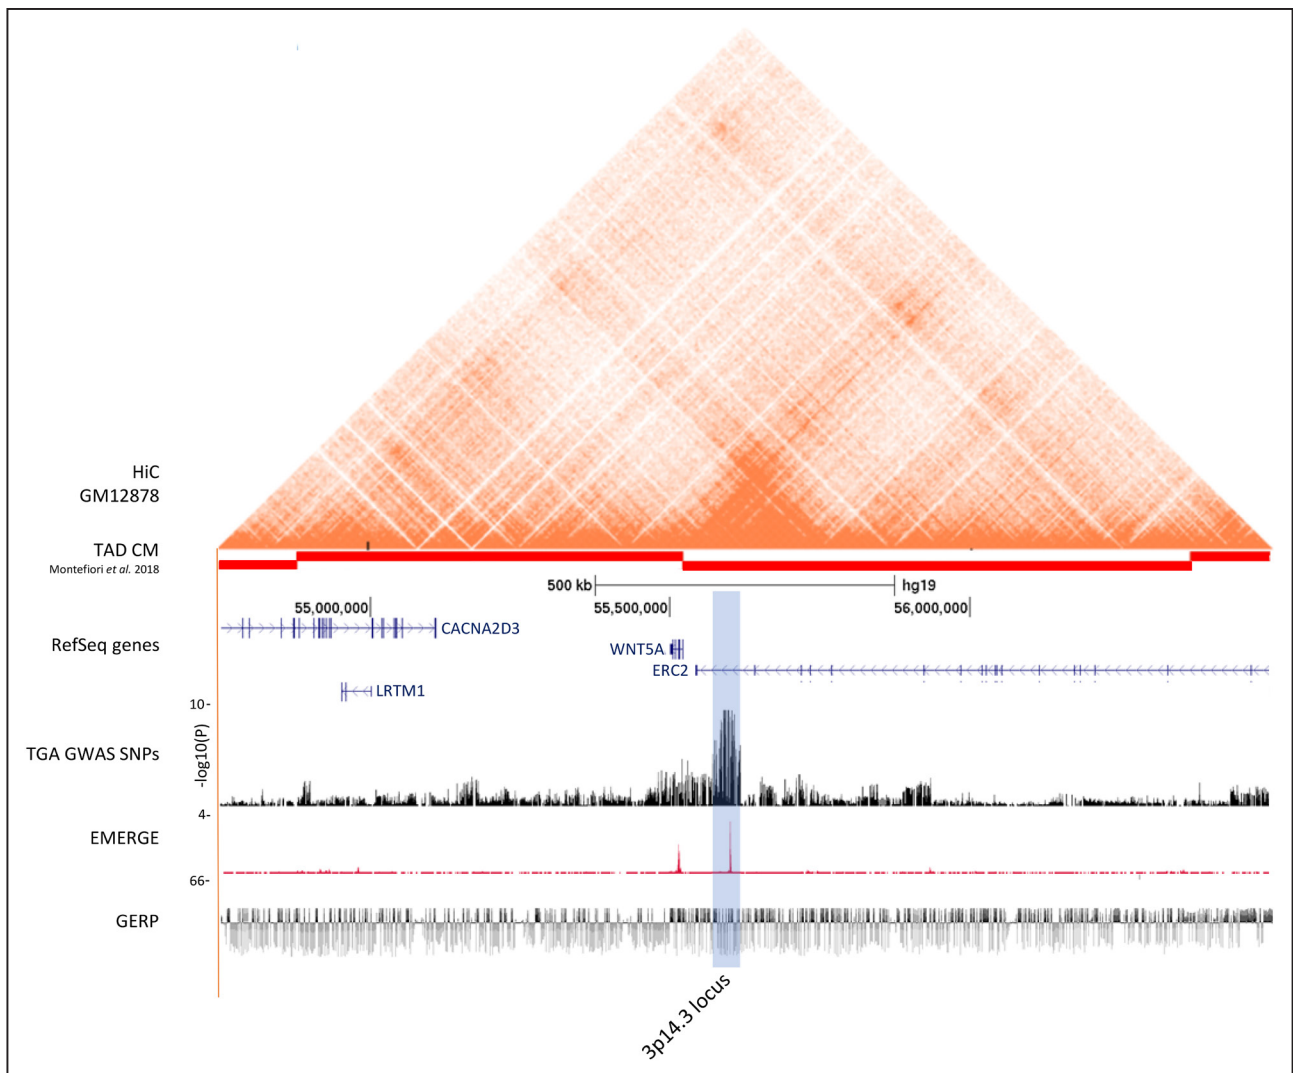 HiC
GM12878
TAD CM
Montefiori et al. 2018
500 kb
hg19
55,000,000
55,500,000
56,000,000
RefSeq genes
CACNA2D3
WNT5A
ERC2
LRTM1
10-
TGA GWAS SNPs
-log10(P)
4-
EMERGE
66-
GERP
3p14.3 locus